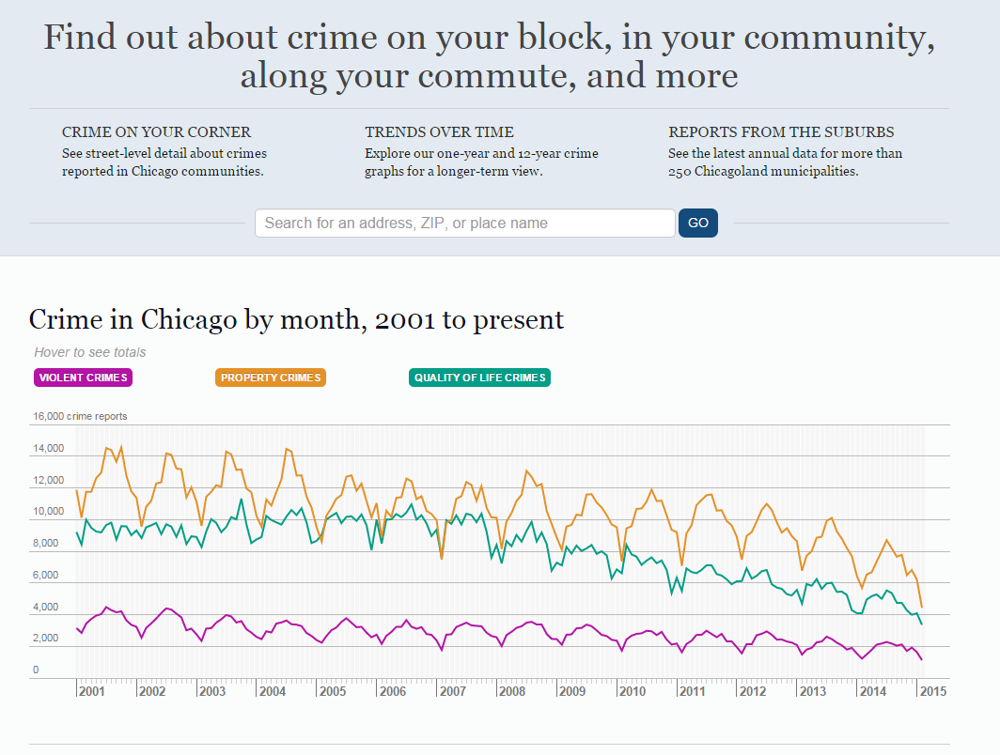 Find out about crime on your block, in your community,
along your commute, and more
CRIME ON YOUR CORNER
See street-level detail about crimes
reported in Chicago communities.
TRENDS OVER TIME
Explore our one-year and 12-year crime
graphs for a longer-term view.
REPORTS FROM THE SUBURBS
See the latest annual data for more than
250 Chicagoland municipalities.
Search for an address, ZIP, or place name
GO
Crime in Chicago by month, 2001 to present
Hover to see totals
VIOLENT CRIMES
PROPERTY CRIMES
QUALITY OF LIFE CRIMES
16,000 crime reports
14,000
12,000
10,000
8,000
6,000
4,000
2,000
0
2001 2002 2003 2004 2005 2006 2007 2008 2009 2010 2011 2012 2013 2014 2015